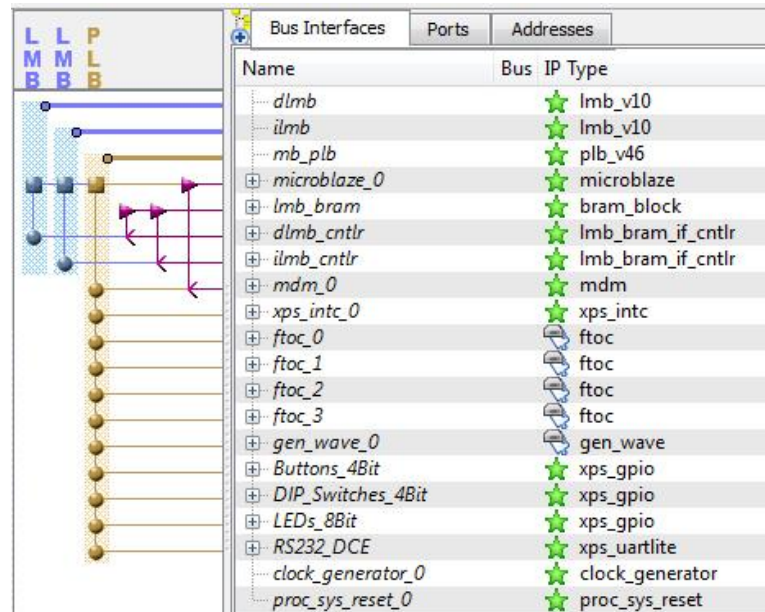 L L P
M M L
B B B
Bus Interfaces Ports Addresses
Name Bus IP Type
dlmb lmb_v10
ilmb lmb_v10
mb_plb plb_v46
microblaze_0 microblaze
lmb_bram bram_block
dlmb_cntlr lmb_bram_if_cntlr
ilmb_cntlr lmb_bram_if_cntlr
mdm_0 mdm
xps_intc_0 xps_intc
ftoc_0 ftoc
ftoc_1 ftoc
ftoc_2 ftoc
ftoc_3 ftoc
gen_wave_0 gen_wave
Buttons_4Bit xps_gpio
DIP_Switches_4Bit xps_gpio
LEDs_8Bit xps_gpio
RS232_DCE xps_uartlite
clock_generator_0 clock_generator
proc_sys_reset_0 proc_sys_reset